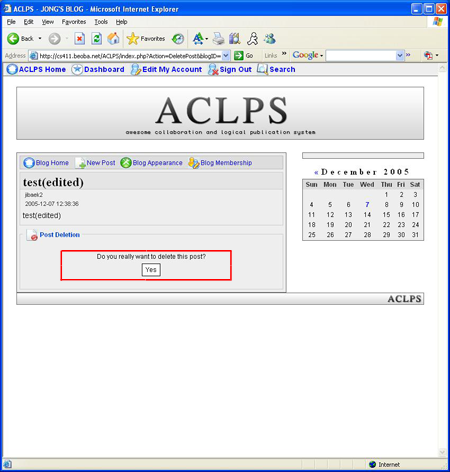 ACLPS - JONG'S BLOG - Microsoft Internet Explorer
File Edit View Favorites Tools Help
Back Search Favorites
Address http://cs411.beoba.net/ACLPS/index.php?Action=DeletePost&blogID= Go Links » Google
ACLPS Home Dashboard Edit My Account Sign Out Search
ACLPS
awesome collaboration and logical publication system
Blog Home New Post Blog Appearance Blog Membership
test(edited)
jibaek2
2005-12-07 12:38:36
test(edited)
Post Deletion
Do you really want to delete this post?
Yes
« December 2005
Sun Mon Tue Wed Thu Fri Sat
1 2 3
4 5 6 7 8 9 10
11 12 13 14 15 16 17
18 19 20 21 22 23 24
25 26 27 28 29 30 31
ACLPS
Internet